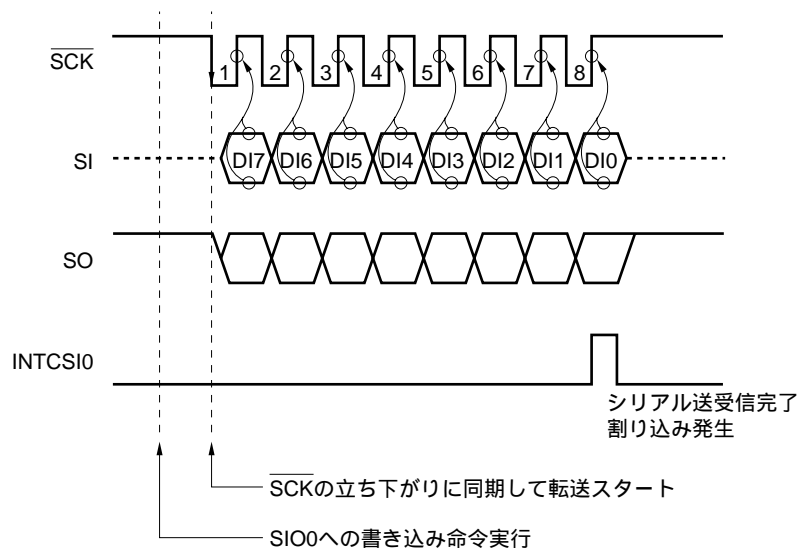 SCK
1 2 3 4 5 6 7 8
SI
DI7 DI6 DI5 DI4 DI3 DI2 DI1 DI0
SO
INTCSI0
シリアル送受信完了
割り込み発生
SCKの立ち下がりに同期して転送スタート
SIO0への書き込み命令実行